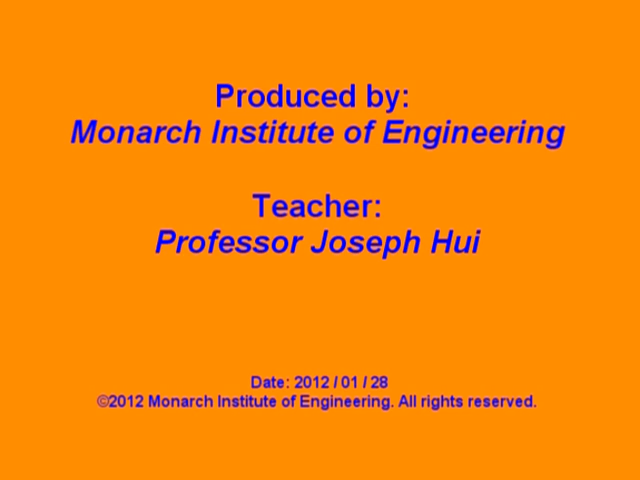 Produced by:
Monarch Institute of Engineering
Teacher:
Professor Joseph Hui
Date: 2012 / 01 / 28
©2012 Monarch Institute of Engineering. All rights reserved.